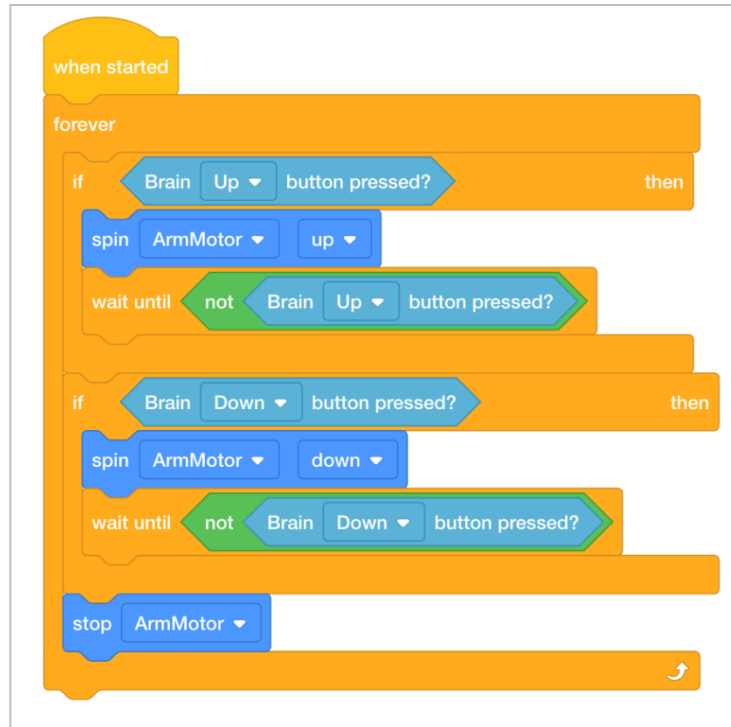 when started
forever
if Brain Up button pressed? then
spin ArmMotor up
wait until not Brain Up button pressed?
if Brain Down button pressed? then
spin ArmMotor down
wait until not Brain Down button pressed?
stop ArmMotor